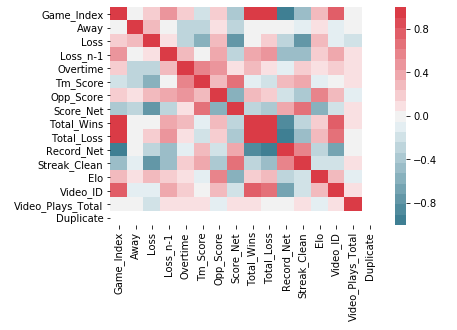 Game_Index
Away
Loss
Loss_n-1
Overtime
Tm_Score
Opp_Score
Score_Net
Total_Wins
Total_Loss
Record_Net
Streak_Clean
Elo
Video_ID
Video_Plays_Total
Duplicate
Game_Index
Away
Loss
Loss_n-1
Overtime
Tm_Score
Opp_Score
Score_Net
Total_Wins
Total_Loss
Record_Net
Streak_Clean
Elo
Video_ID
Video_Plays_Total
Duplicate
0.8
0.4
0.0
−0.4
−0.8